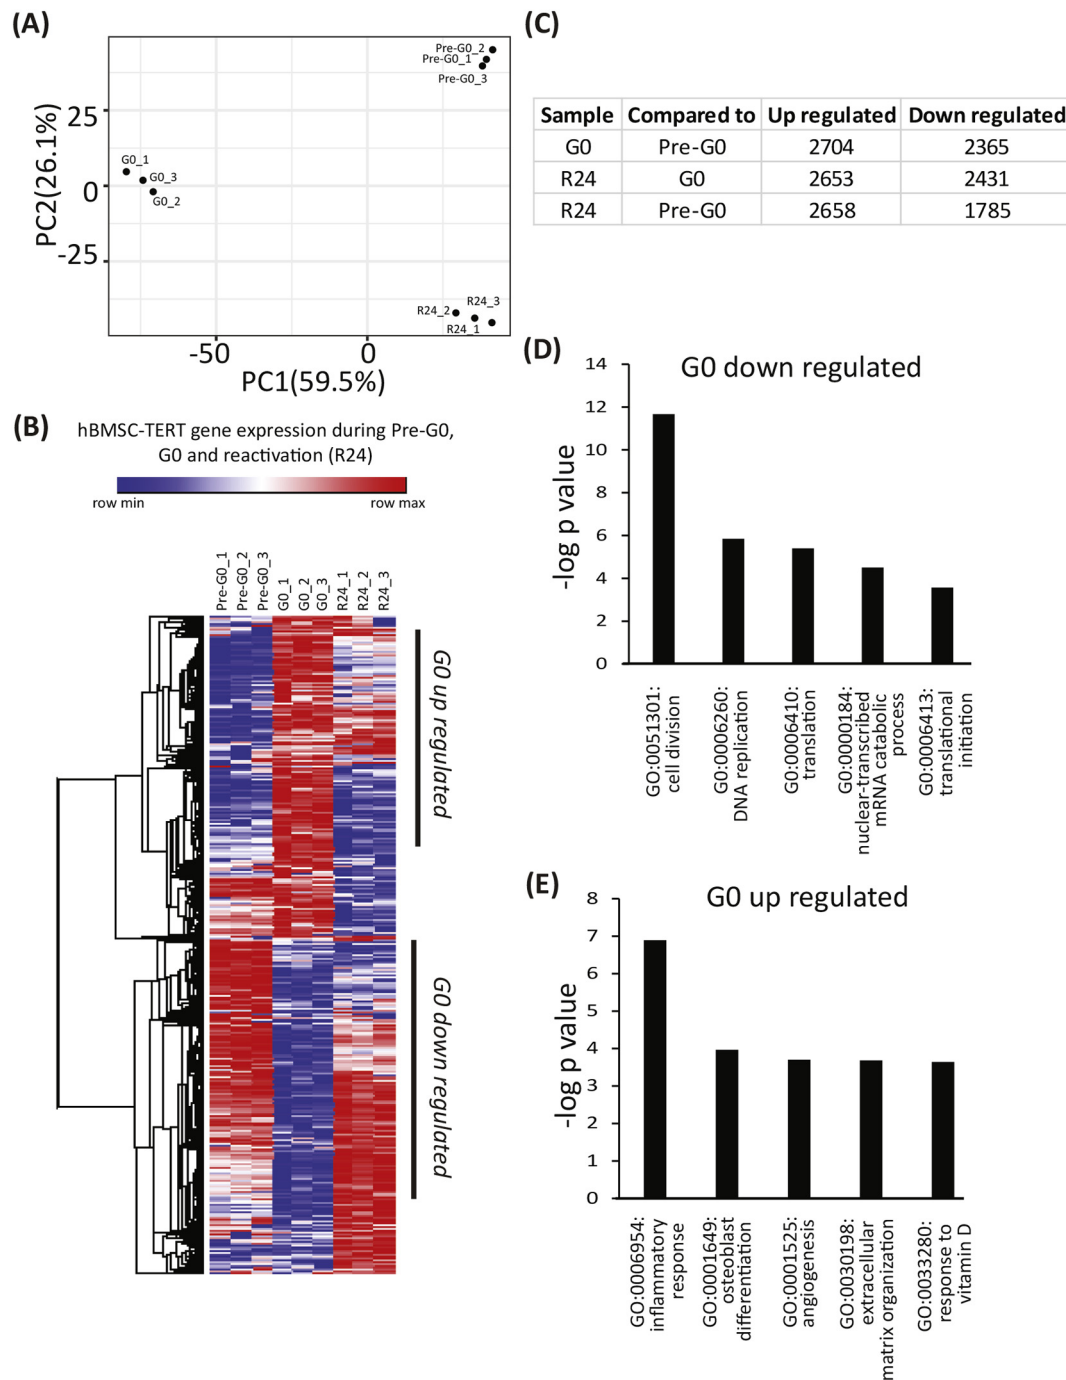 (A)
Pre-G0_2
Pre-G0_1
Pre-G0_3
G0_1
G0_3
G0_2
R24_3
R24_2
R24_1
25
0
-25
PC2(26.1%)
-50
0
PC1(59.5%)
(B)
hBMSC-TERT gene expression during Pre-G0,
G0 and reactivation (R24)
row min
row max
Pre-G0_1
Pre-G0_2
Pre-G0_3
G0_1
G0_2
G0_3
R24_1
R24_2
R24_3
G0 up regulated
G0 down regulated
(C)
Sample Compared to Up regulated Down regulated
G0 Pre-G0 2704 2365
R24 G0 2653 2431
R24 Pre-G0 2658 1785
(D)
G0 down regulated
14
12
10
8
6
4
2
0
-log p value
GO:0051301:
cell division
GO:0006260:
DNA replication
GO:0006410:
translation
GO:0000184:
nuclear-transcribed
mRNA catabolic
process
GO:0006413:
translational
initiation
(E)
G0 up regulated
8
7
6
5
4
3
2
1
0
-log p value
GO:0006954:
inflammatory
response
GO:0001649:
osteoblast
differentiation
GO:0001525:
angiogenesis
GO:0030198:
extracellular
matrix organization
GO:0033280:
response to
vitamin D